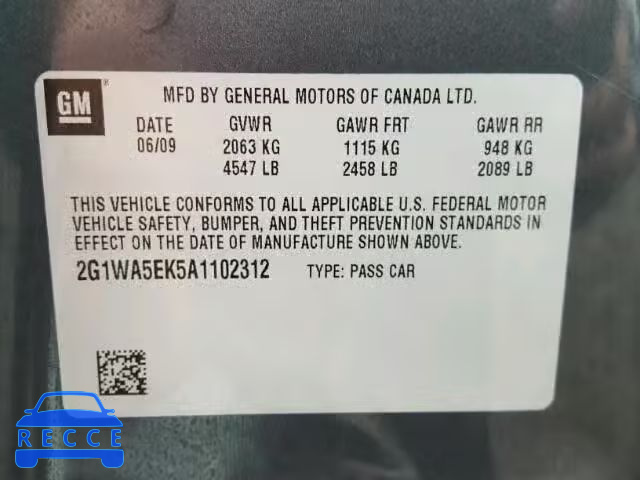 GM ®
MFD BY GENERAL MOTORS OF CANADA LTD.
DATE GVWR GAWR FRT GAWR RR
06/09 2063 KG 1115 KG 948 KG
4547 LB 2458 LB 2089 LB
THIS VEHICLE CONFORMS TO ALL APPLICABLE U.S. FEDERAL MOTOR
VEHICLE SAFETY, BUMPER, AND THEFT PREVENTION STANDARDS IN
EFFECT ON THE DATE OF MANUFACTURE SHOWN ABOVE.
2G1WA5EK5A1102312 TYPE: PASS CAR
RECCE